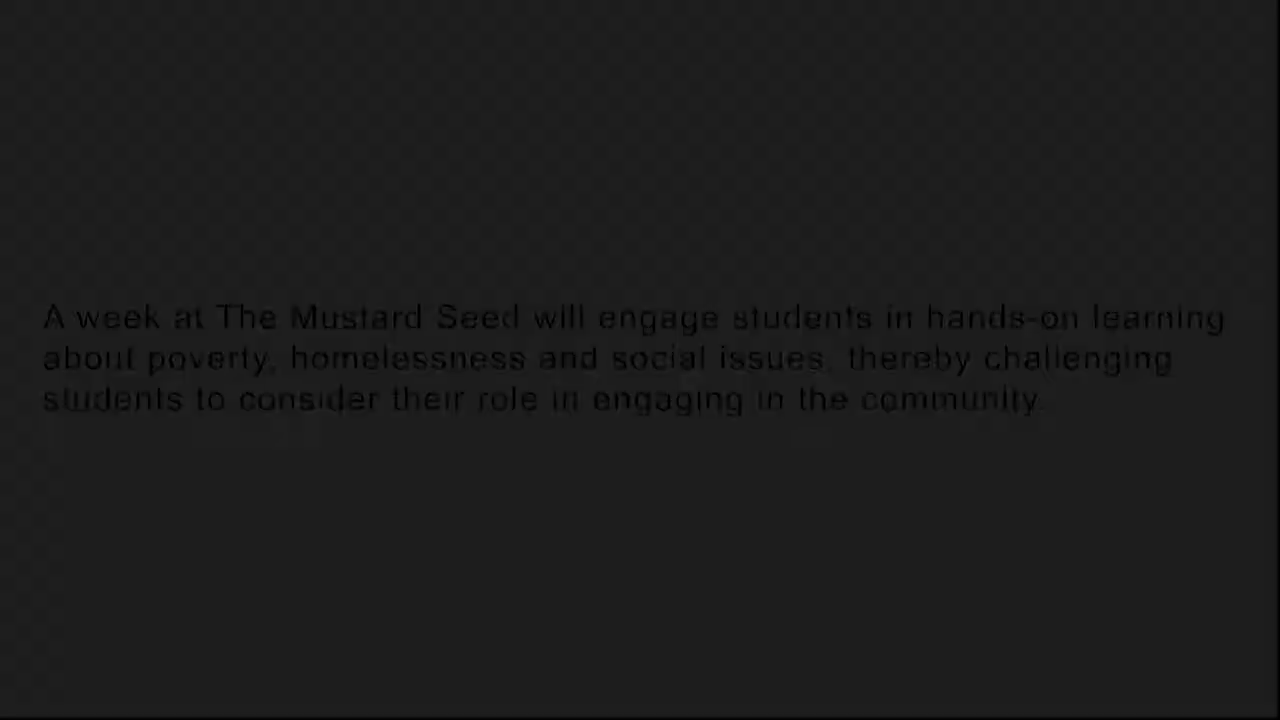 A week at The Mustard Seed will engage students in hands-on learning
about poverty, homelessness and social issues, thereby challenging
students to consider their role in engaging in the community.